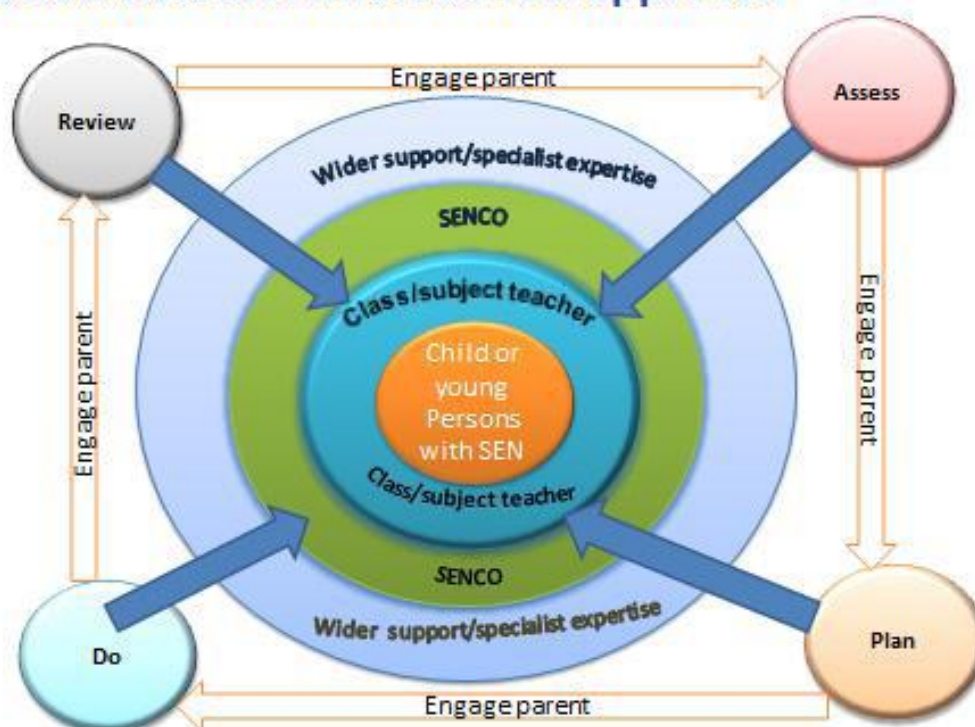 Review
Engage parent
Assess
Wider support/specialist expertise
SENCO
Class/subject teacher
Child or
young
Persons
with SEN
Class/subject teacher
SENCO
Wider support/specialist expertise
Engage parent
Engage parent
Do
Plan
Engage parent